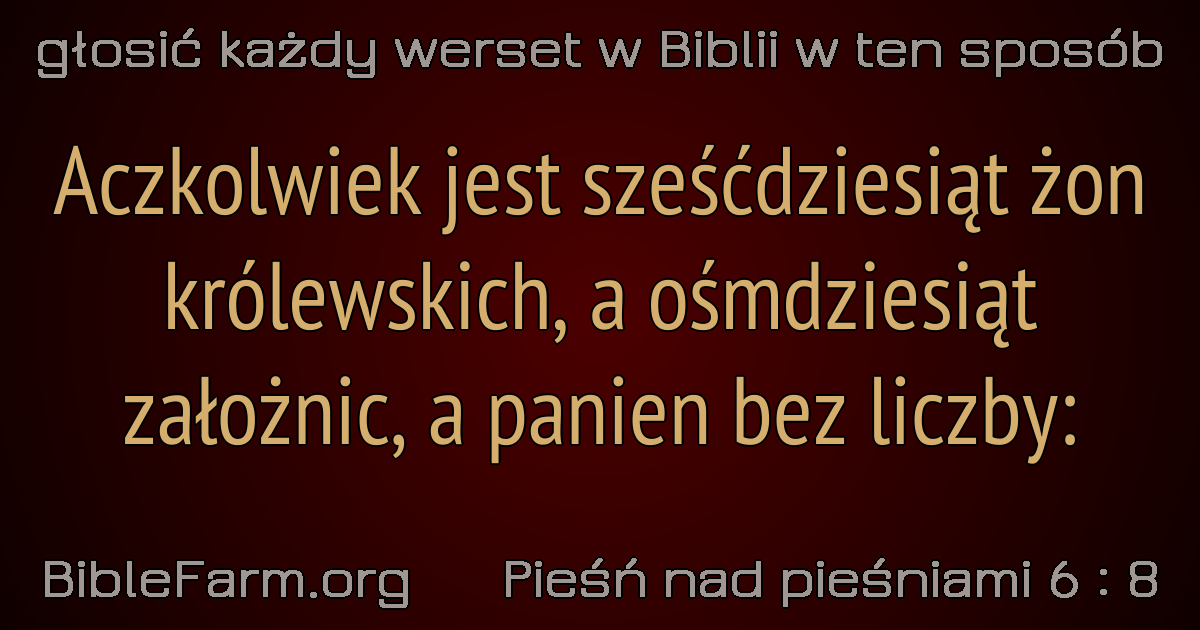 głosić każdy werset w Biblii w ten sposób
Aczkolwiek jest sześćdziesiąt żon
królewskich, a ośmdziesiąt
założnic, a panien bez liczby:
BibleFarm.org Pieśń nad pieśniami 6 : 8